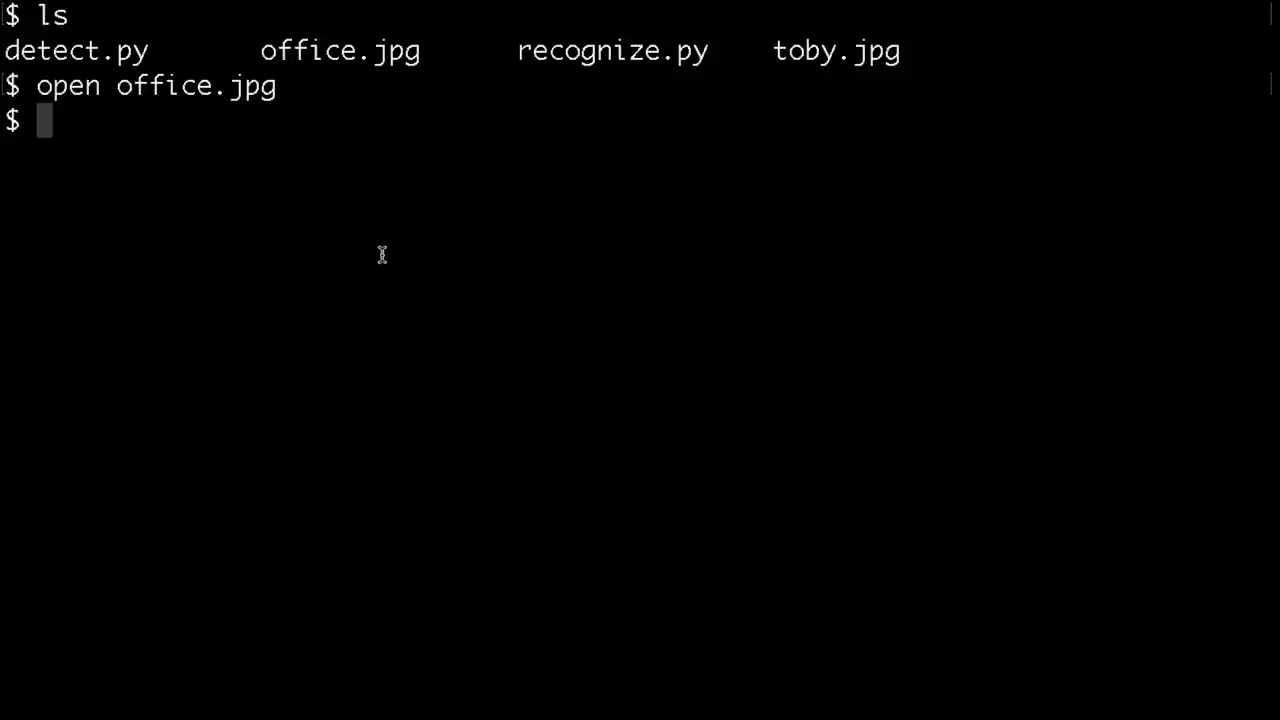 $ ls
detect.py office.jpg recognize.py toby.jpg
$ open office.jpg
$